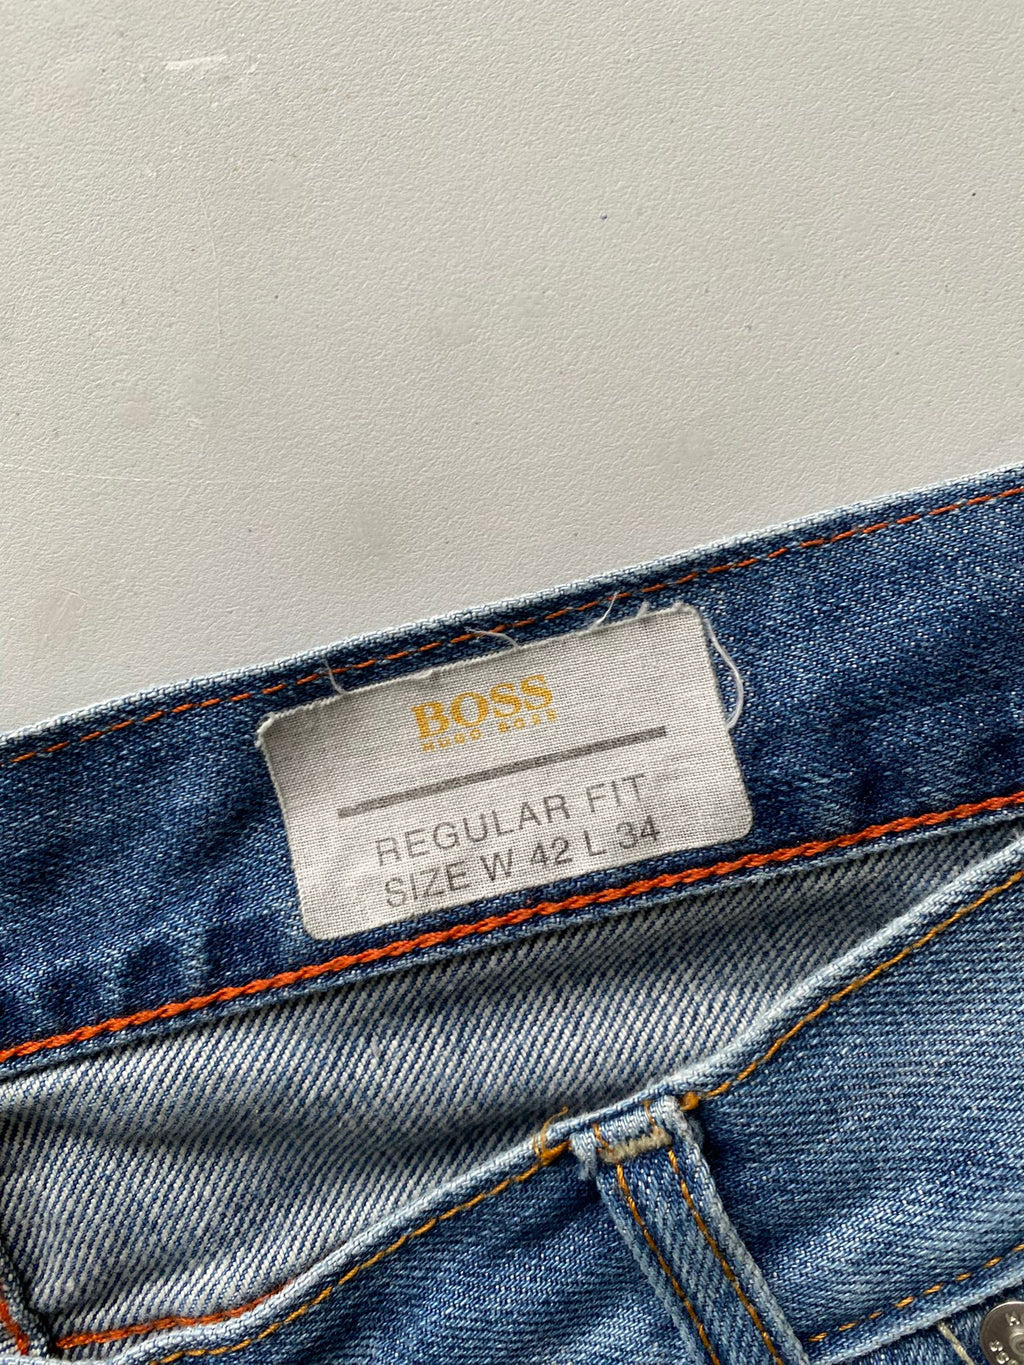 BOSS
HUGO BOSS
REGULAR FIT
SIZE W 42 L 34